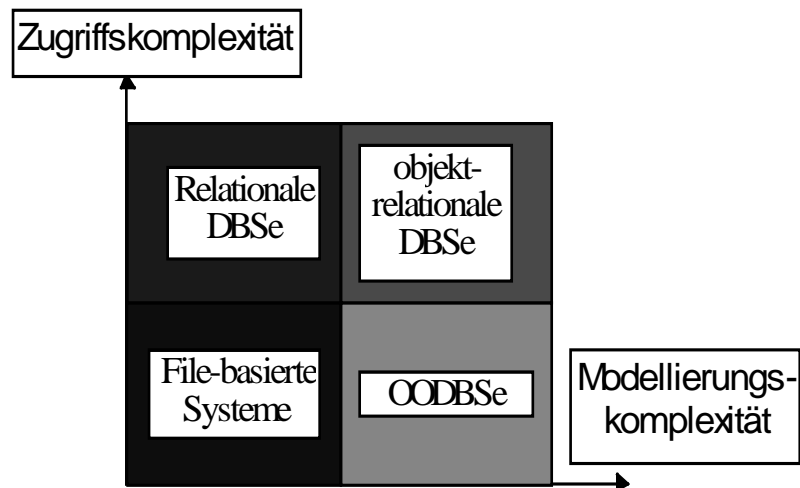 Zugriffskomplexität
Relationale
DBSe
objekt-
relationale
DBSe
File-basierte
Systeme
OODBSe
Modellierungs-
komplexität